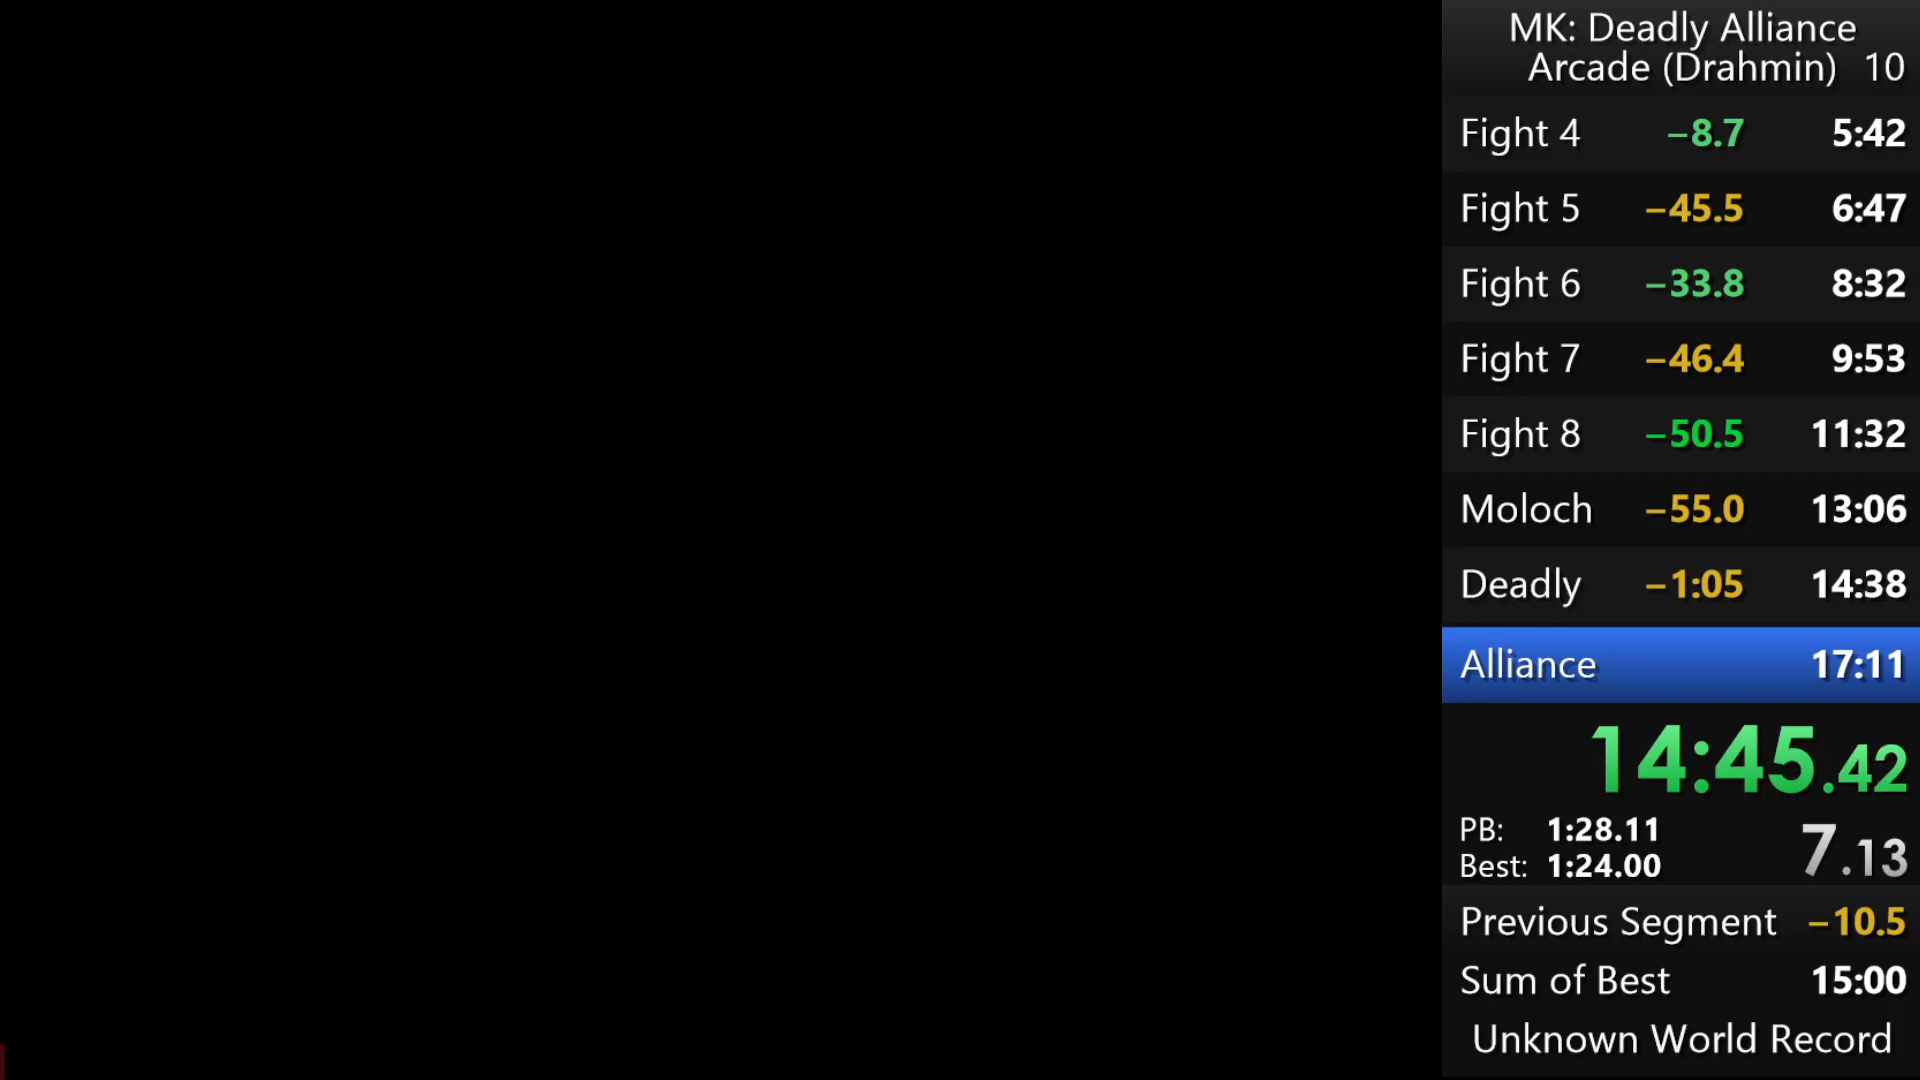 MK: Deadly Alliance
Arcade (Drahmin) 10
Fight 4 −8.7 5:42
Fight 5 −45.5 6:47
Fight 6 −33.8 8:32
Fight 7 −46.4 9:53
Fight 8 −50.5 11:32
Moloch −55.0 13:06
Deadly −1:05 14:38
Alliance 17:11
14:45.42
PB: 1:28.11
7.13
Best: 1:24.00
Previous Segment −10.5
Sum of Best 15:00
Unknown World Record